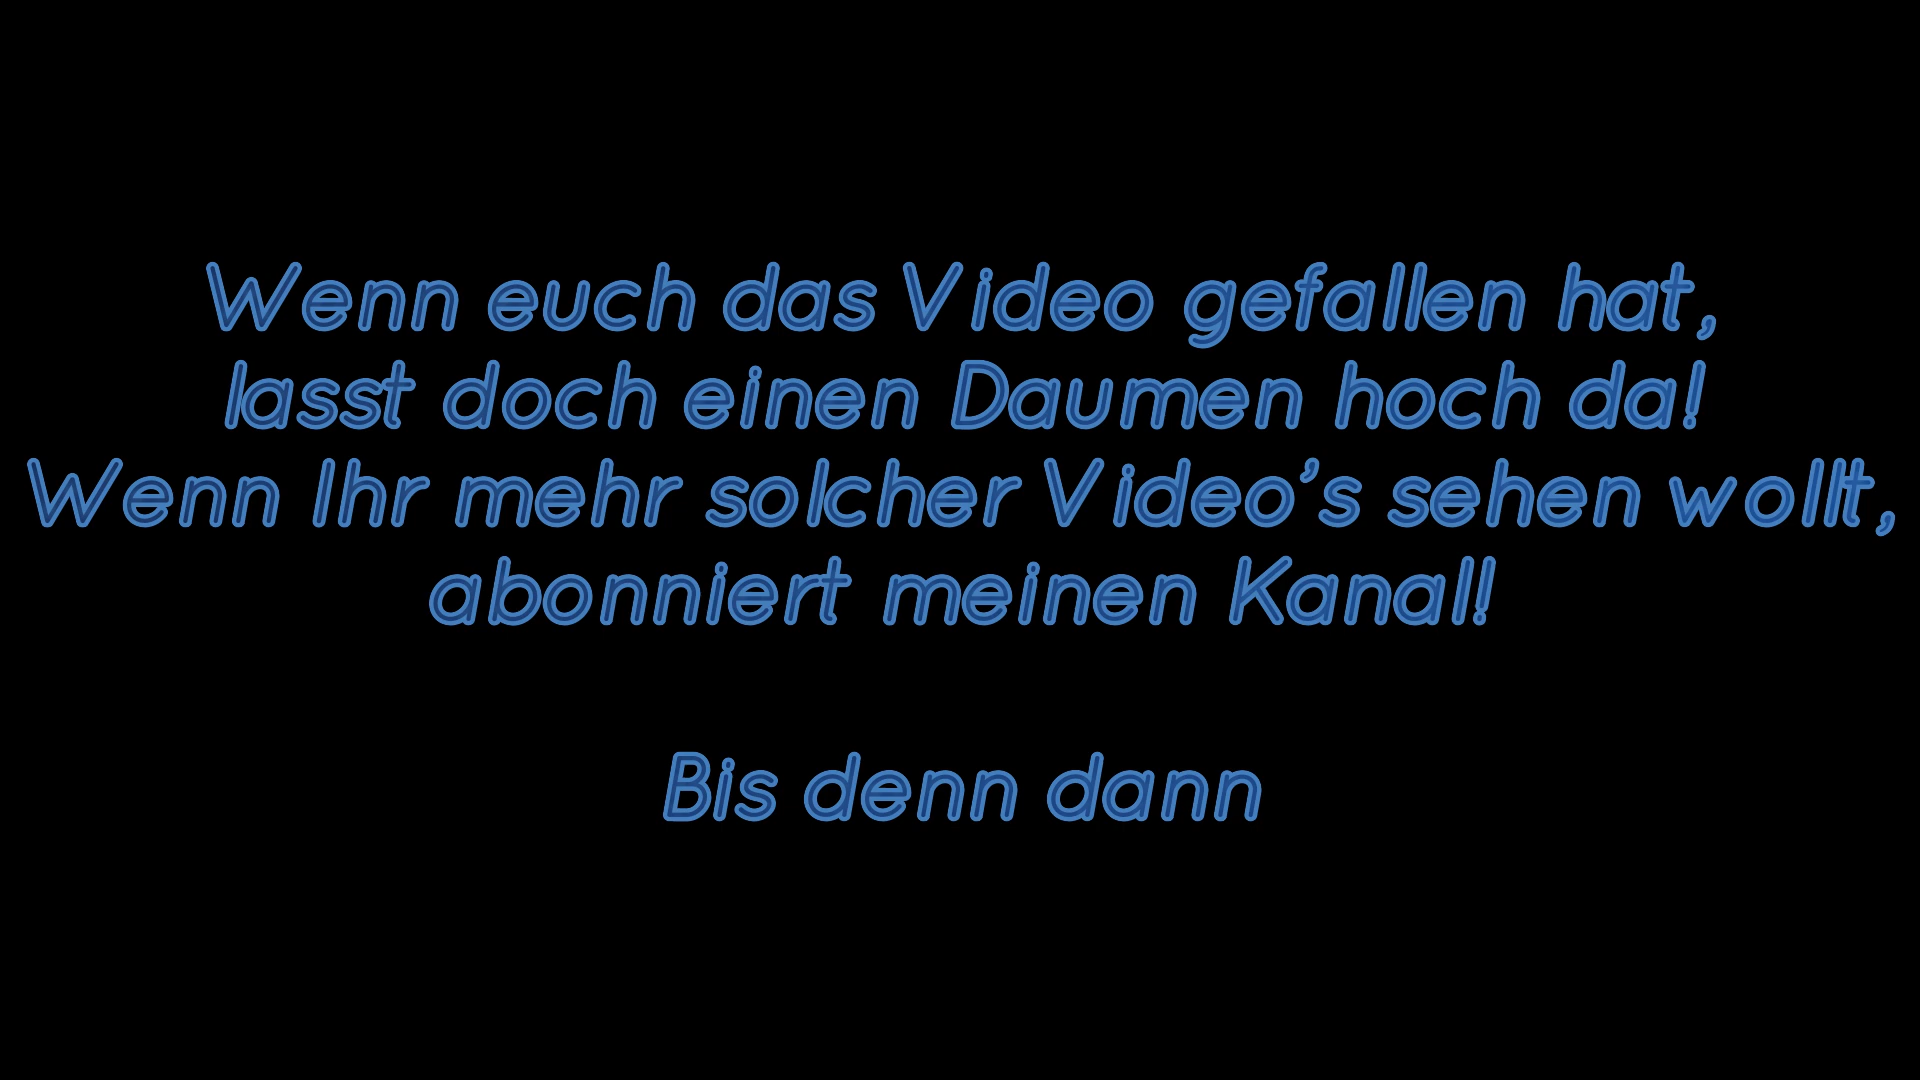 Wenn euch das Video gefallen hat,
lasst doch einen Daumen hoch da!
Wenn Ihr mehr solcher Video’s sehen wollt,
abonniert meinen Kanal!
Bis denn dann